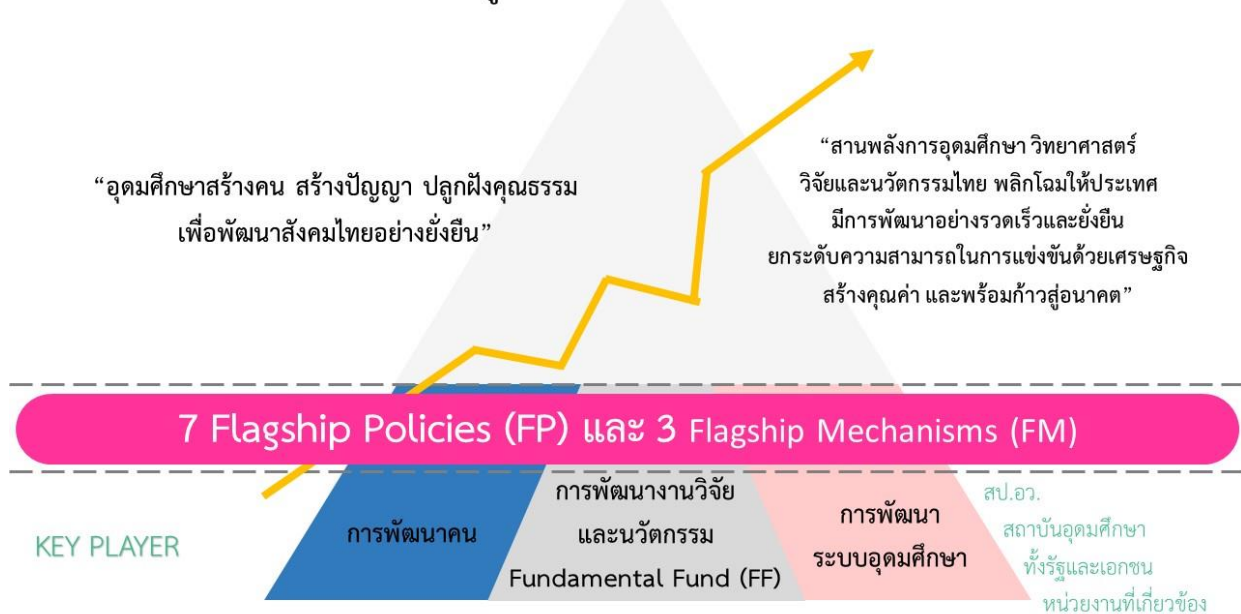 “อุดมศึกษาสร้างคน สร้างปัญญา ปลูกฝังคุณธรรม
เพื่อพัฒนาสังคมไทยอย่างยั่งยืน”
“สานพลังการอุดมศึกษา วิทยาศาสตร์
วิจัยและนวัตกรรมไทย พลิกโฉมให้ประเทศ
มีการพัฒนาอย่างรวดเร็วและยั่งยืน
ยกระดับความสามารถในการแข่งขันด้วยเศรษฐกิจ
สร้างคุณค่า และพร้อมก้าวสู่อนาคต”
7 Flagship Policies (FP) และ 3 Flagship Mechanisms (FM)
KEY PLAYER
การพัฒนาคน
การพัฒนางานวิจัย
และนวัตกรรม
Fundamental Fund (FF)
การพัฒนา
ระบบอุดมศึกษา
สป.อว.
สถาบันอุดมศึกษา
ทั้งรัฐและเอกชน
หน่วยงานที่เกี่ยวข้อง